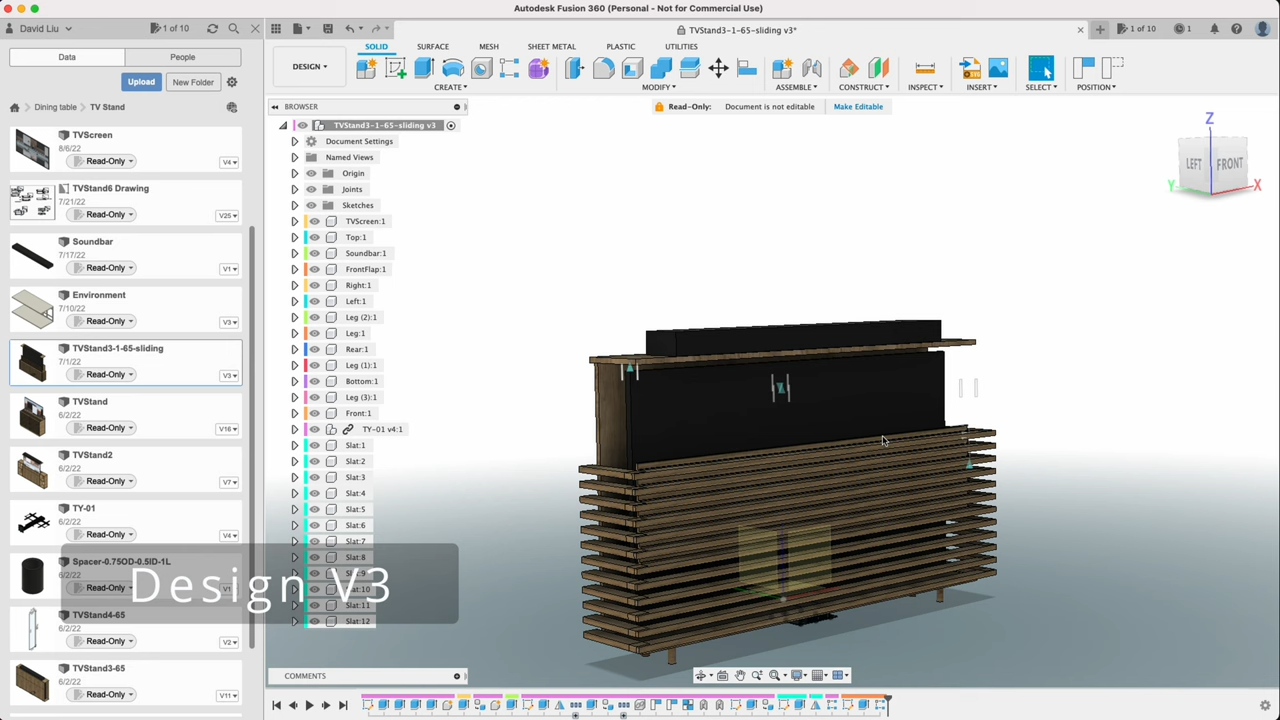 Autodesk Fusion 360 (Personal - Not for Commercial Use)
David Liu
1 of 10
TVStand3-1-65-sliding v3*
1 of 10
1
Data
People
Upload
New Folder
Dining table > TV Stand
TVScreen
8/6/22
Read-Only
V4
TVStand6 Drawing
7/21/22
Read-Only
V25
Soundbar
7/17/22
Read-Only
V1
Environment
7/10/22
Read-Only
V3
TVStand3-1-65-sliding
7/1/22
Read-Only
V3
TVStand
6/2/22
Read-Only
V16
TVStand2
6/2/22
Read-Only
V7
TY-01
6/2/22
Read-Only
V4
Spacer-0.75OD-0.5ID-1L
6/2/22
Read-Only
TVStand4-65
6/2/22
Read-Only
V2
TVStand3-65
6/2/22
Read-Only
V11
DESIGN
SOLID
SURFACE
MESH
SHEET METAL
PLASTIC
UTILITIES
CREATE
MODIFY
ASSEMBLE
CONSTRUCT
INSPECT
INSERT
SELECT
POSITION
BROWSER
Read-Only:
Document is not editable
Make Editable
TVStand3-1-65-sliding v3
Document Settings
Named Views
Origin
Joints
Sketches
TVScreen:1
Top:1
Soundbar:1
FrontFlap:1
Right:1
Left:1
Leg (2):1
Leg:1
Rear:1
Leg (1):1
Bottom:1
Leg (3):1
Front:1
TY-01 v4:1
Slat:1
Slat:2
Slat:3
Slat:4
Slat:5
Slat:6
Slat:7
Slat:8
Slat:9
Slat:10
Slat:11
Slat:12
Design V3
Z
LEFT
FRONT
Y
X
COMMENTS